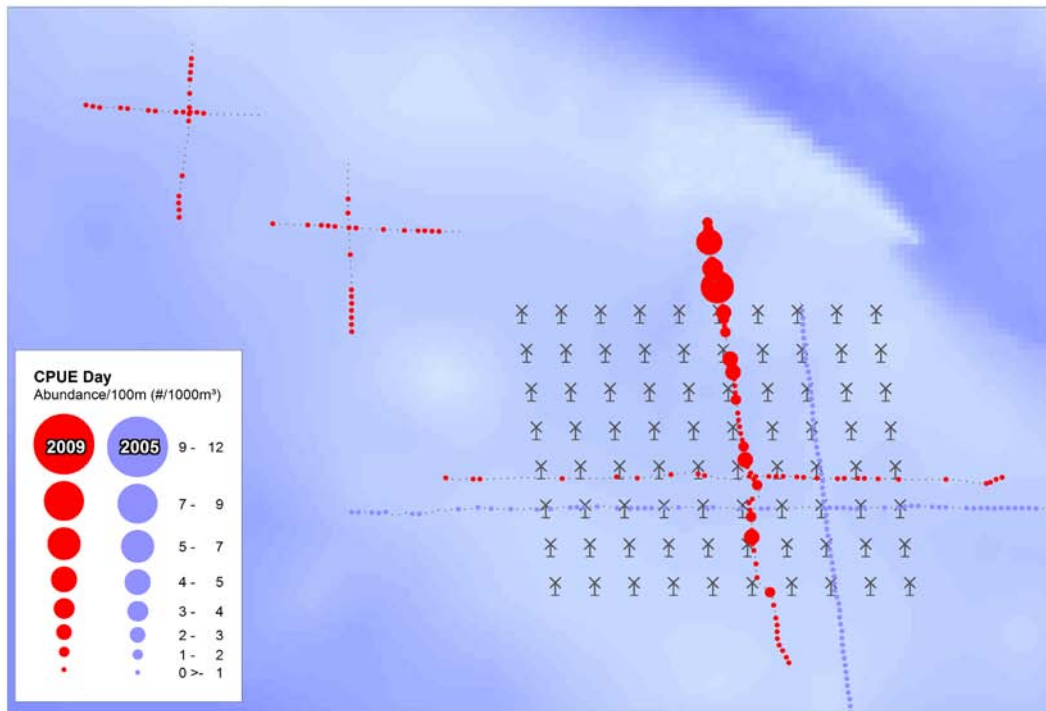 CPUE Day
Abundance/100m (#/1000m³)
2009 2005 9 - 12
7 - 9
5 - 7
4 - 5
3 - 4
2 - 3
1 - 2
0 >- 1